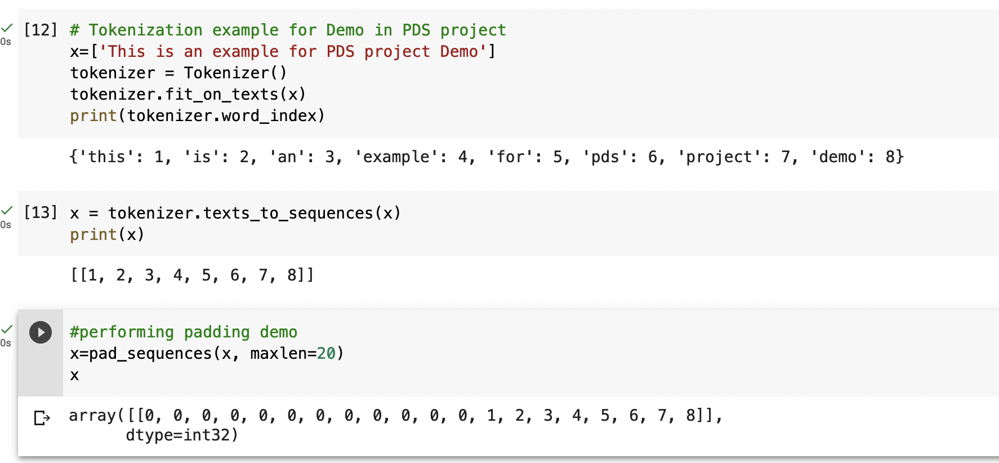 [12] # Tokenization example for Demo in PDS project
0s
x=['This is an example for PDS project Demo']
tokenizer = Tokenizer()
tokenizer.fit_on_texts(x)
print(tokenizer.word_index)
{'this': 1, 'is': 2, 'an': 3, 'example': 4, 'for': 5, 'pds': 6, 'project': 7, 'demo': 8}
[13] x = tokenizer.texts_to_sequences(x)
0s
print(x)
[[1, 2, 3, 4, 5, 6, 7, 8]]
#performing padding demo
0s
x=pad_sequences(x, maxlen=20)
x
array([[0, 0, 0, 0, 0, 0, 0, 0, 0, 0, 0, 0, 1, 2, 3, 4, 5, 6, 7, 8]],
dtype=int32)